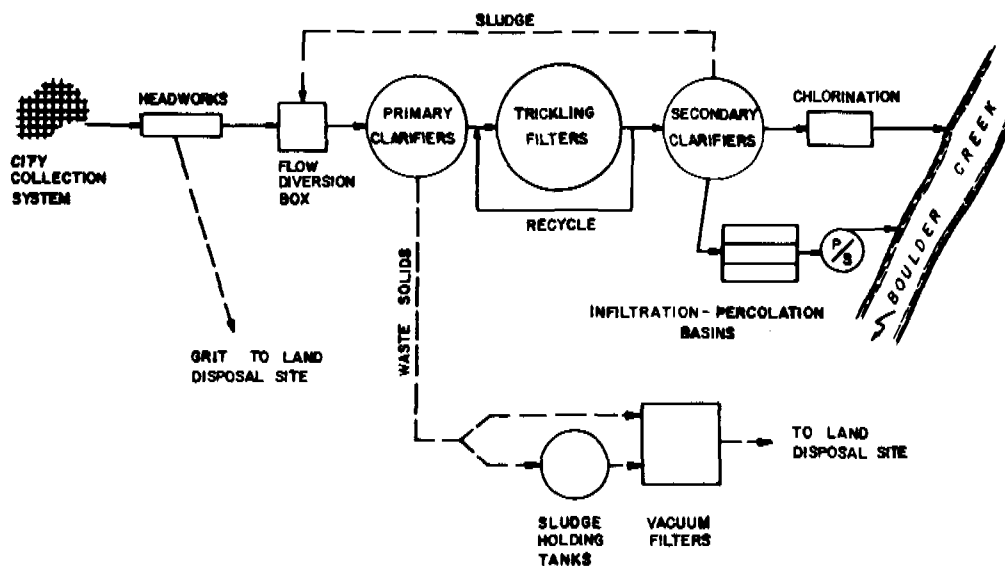 SLUDGE
HEADWORKS
CITY
COLLECTION
SYSTEM
FLOW
DIVERSION
BOX
PRIMARY
CLARIFIERS
TRICKLING
FILTERS
RECYCLE
SECONDARY
CLARIFIERS
CHLORINATION
P/S
BOULDER CREEK
INFILTRATION - PERCOLATION
BASINS
GRIT TO LAND
DISPOSAL SITE
WASTE SOLIDS
SLUDGE
HOLDING
TANKS
VACUUM
FILTERS
TO LAND
DISPOSAL SITE